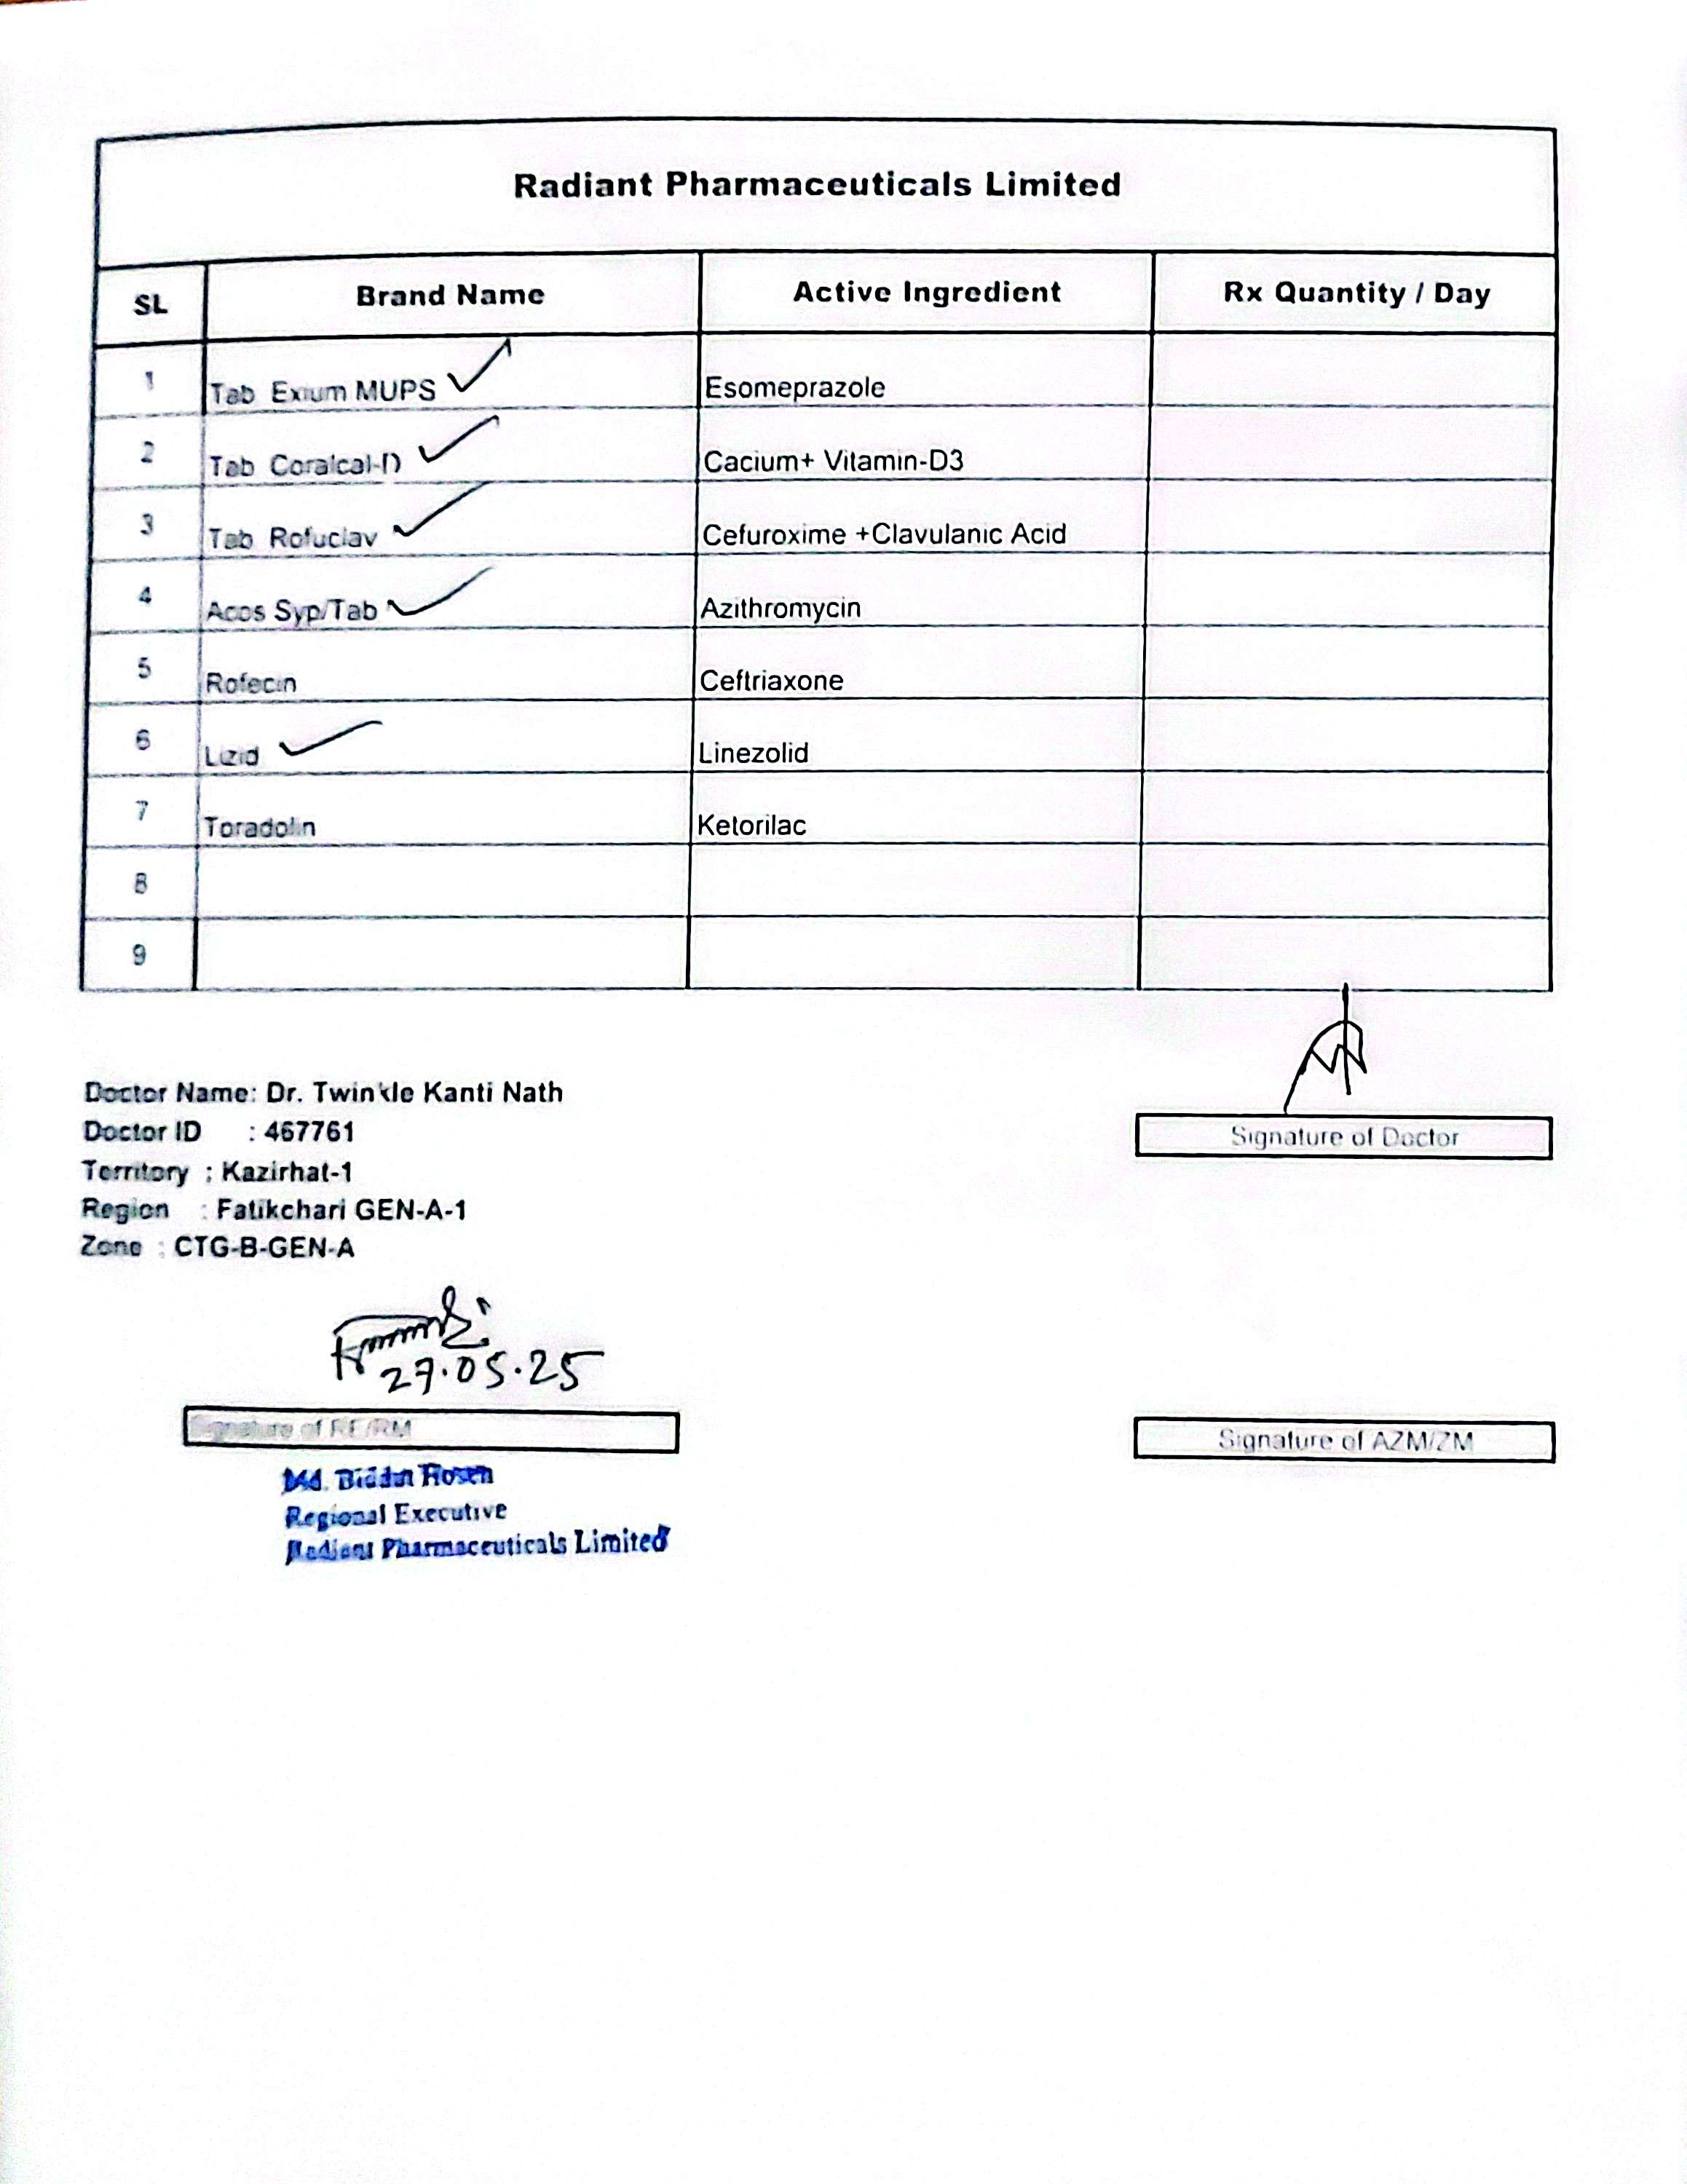 Radiant Pharmaceuticals Limited
SL Brand Name Active Ingredient Rx Quantity / Day
1 Tab Exium MUPS Esomeprazole
2 Tab Coralcal-D Cacium+ Vitamin-D3
3 Tab Rofuclav Cefuroxime +Clavulanic Acid
4 Acos Syp/Tab Azithromycin
5 Rofecin Ceftriaxone
6 Lizid Linezolid
7 Toradolin Ketorilac
8
9
Doctor Name: Dr. Twinkle Kanti Nath
Doctor ID : 467761
Signature of Doctor
Territory : Kazirhat-1
Region : Fatikchari GEN-A-1
Zone : CTG-B-GEN-A
27.05.25
Signature of RE/RM
Signature of AZM/ZM
Md. Hosen
Regional Executive
Radiant Pharmaceuticals Limited